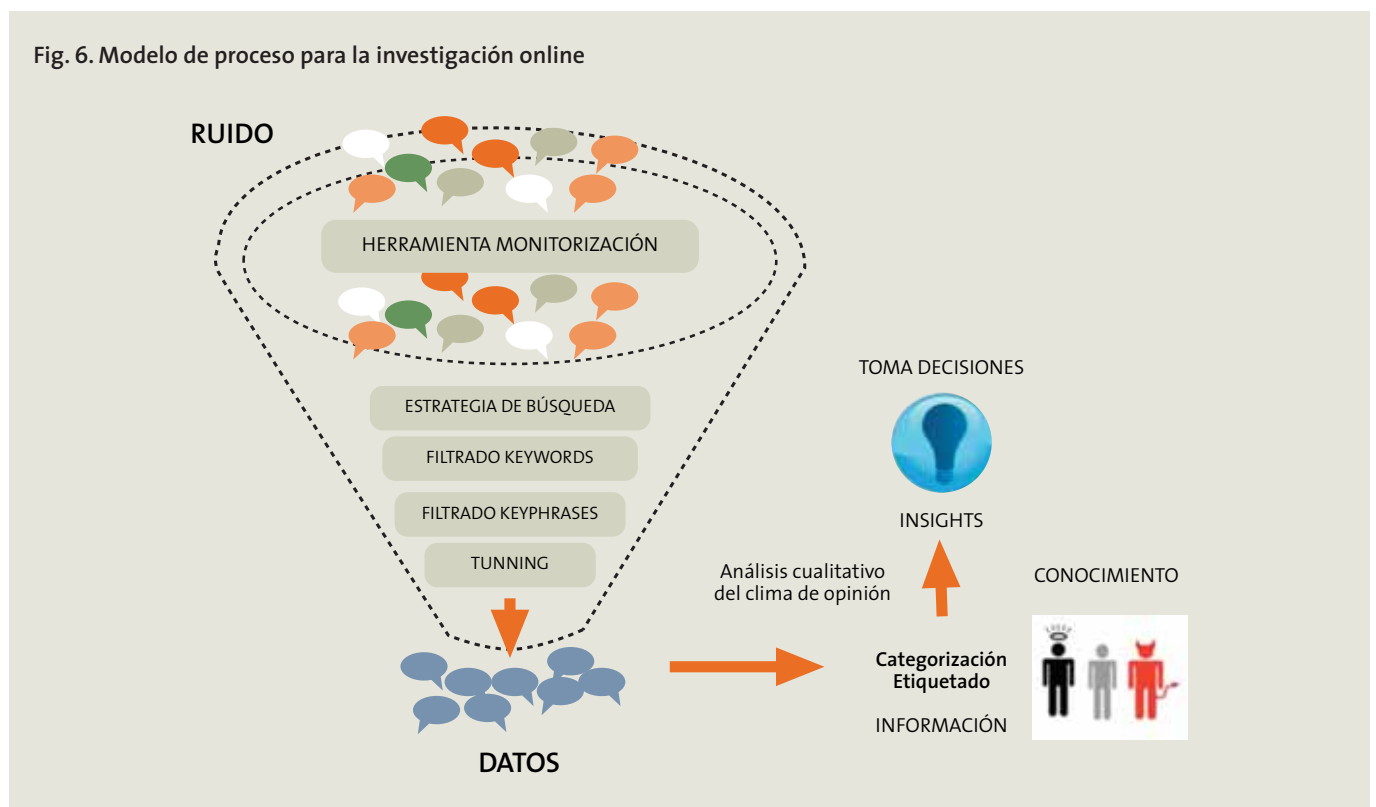 Fig. 6. Modelo de proceso para la investigación online
RUIDO
HERRAMIENTA MONITORIZACIÓN
ESTRATEGIA DE BÚSQUEDA
FILTRADO KEYWORDS
FILTRADO KEYPHRASES
TUNNING
DATOS
Análisis cualitativo
del clima de opinión
Categorización
Etiquetado
INFORMACIÓN
CONOCIMIENTO
INSIGHTS
TOMA DECISIONES